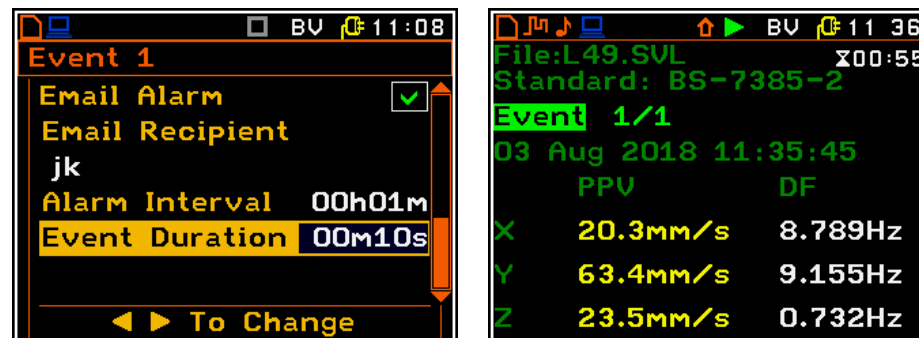 BV 11:08
Event 1
Email Alarm
Email Recipient
jk
Alarm Interval 00h01m
Event Duration 00m10s
To Change
BV 11 36
File:L49.SVL 00:55
Standard: BS-7385-2
Event 1/1
03 Aug 2018 11:35:45
PPV DF
X 20.3mm/s 8.789Hz
Y 63.4mm/s 9.155Hz
Z 23.5mm/s 0.732Hz